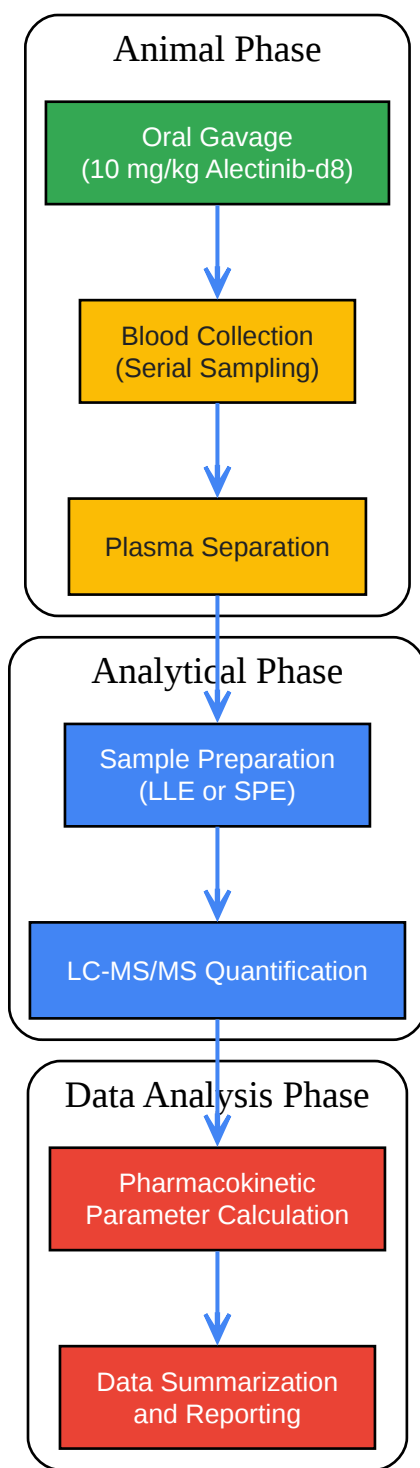 Animal Phase
Oral Gavage
(10 mg/kg Alectinib-d8)
Blood Collection
(Serial Sampling)
Plasma Separation
Analytical Phase
Sample Preparation
(LLE or SPE)
LC-MS/MS Quantification
Data Analysis Phase
Pharmacokinetic
Parameter Calculation
Data Summarization
and Reporting